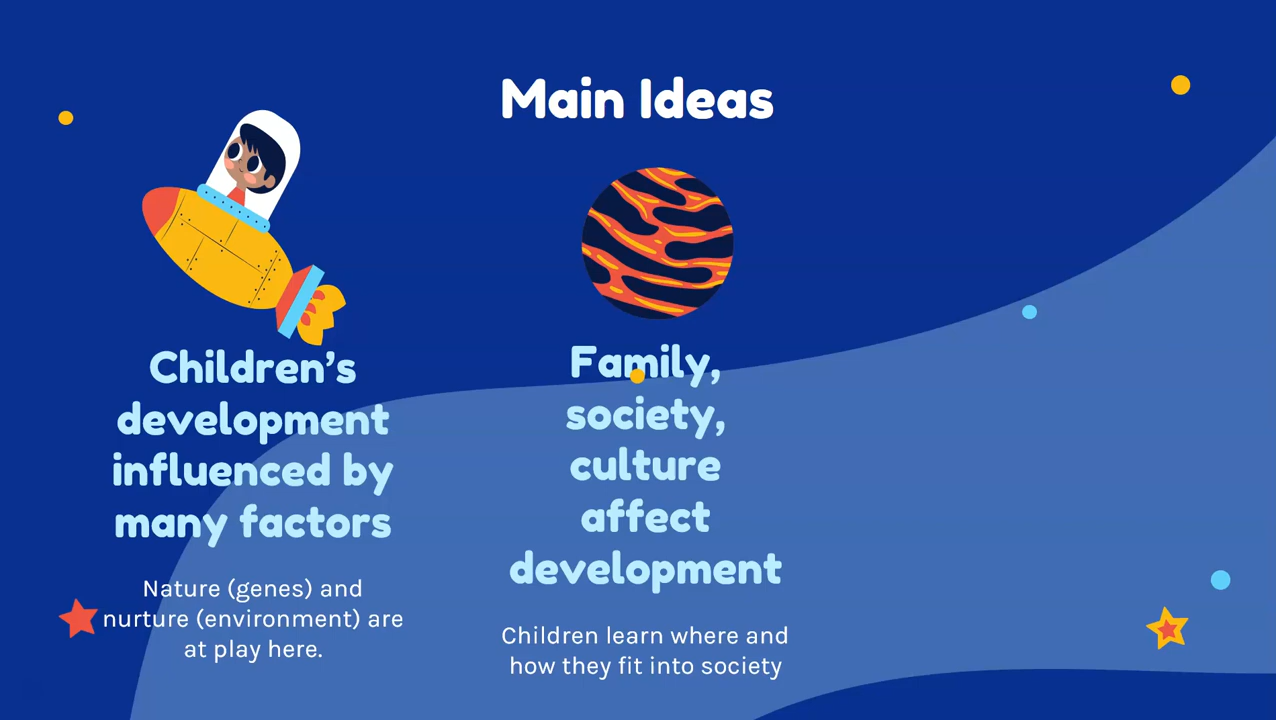 Main Ideas
Children's
development
influenced by
many factors
Nature (genes) and
nurture (environment) are
at play here.
Family,
society,
culture
affect
development
Children learn where and
how they fit into society